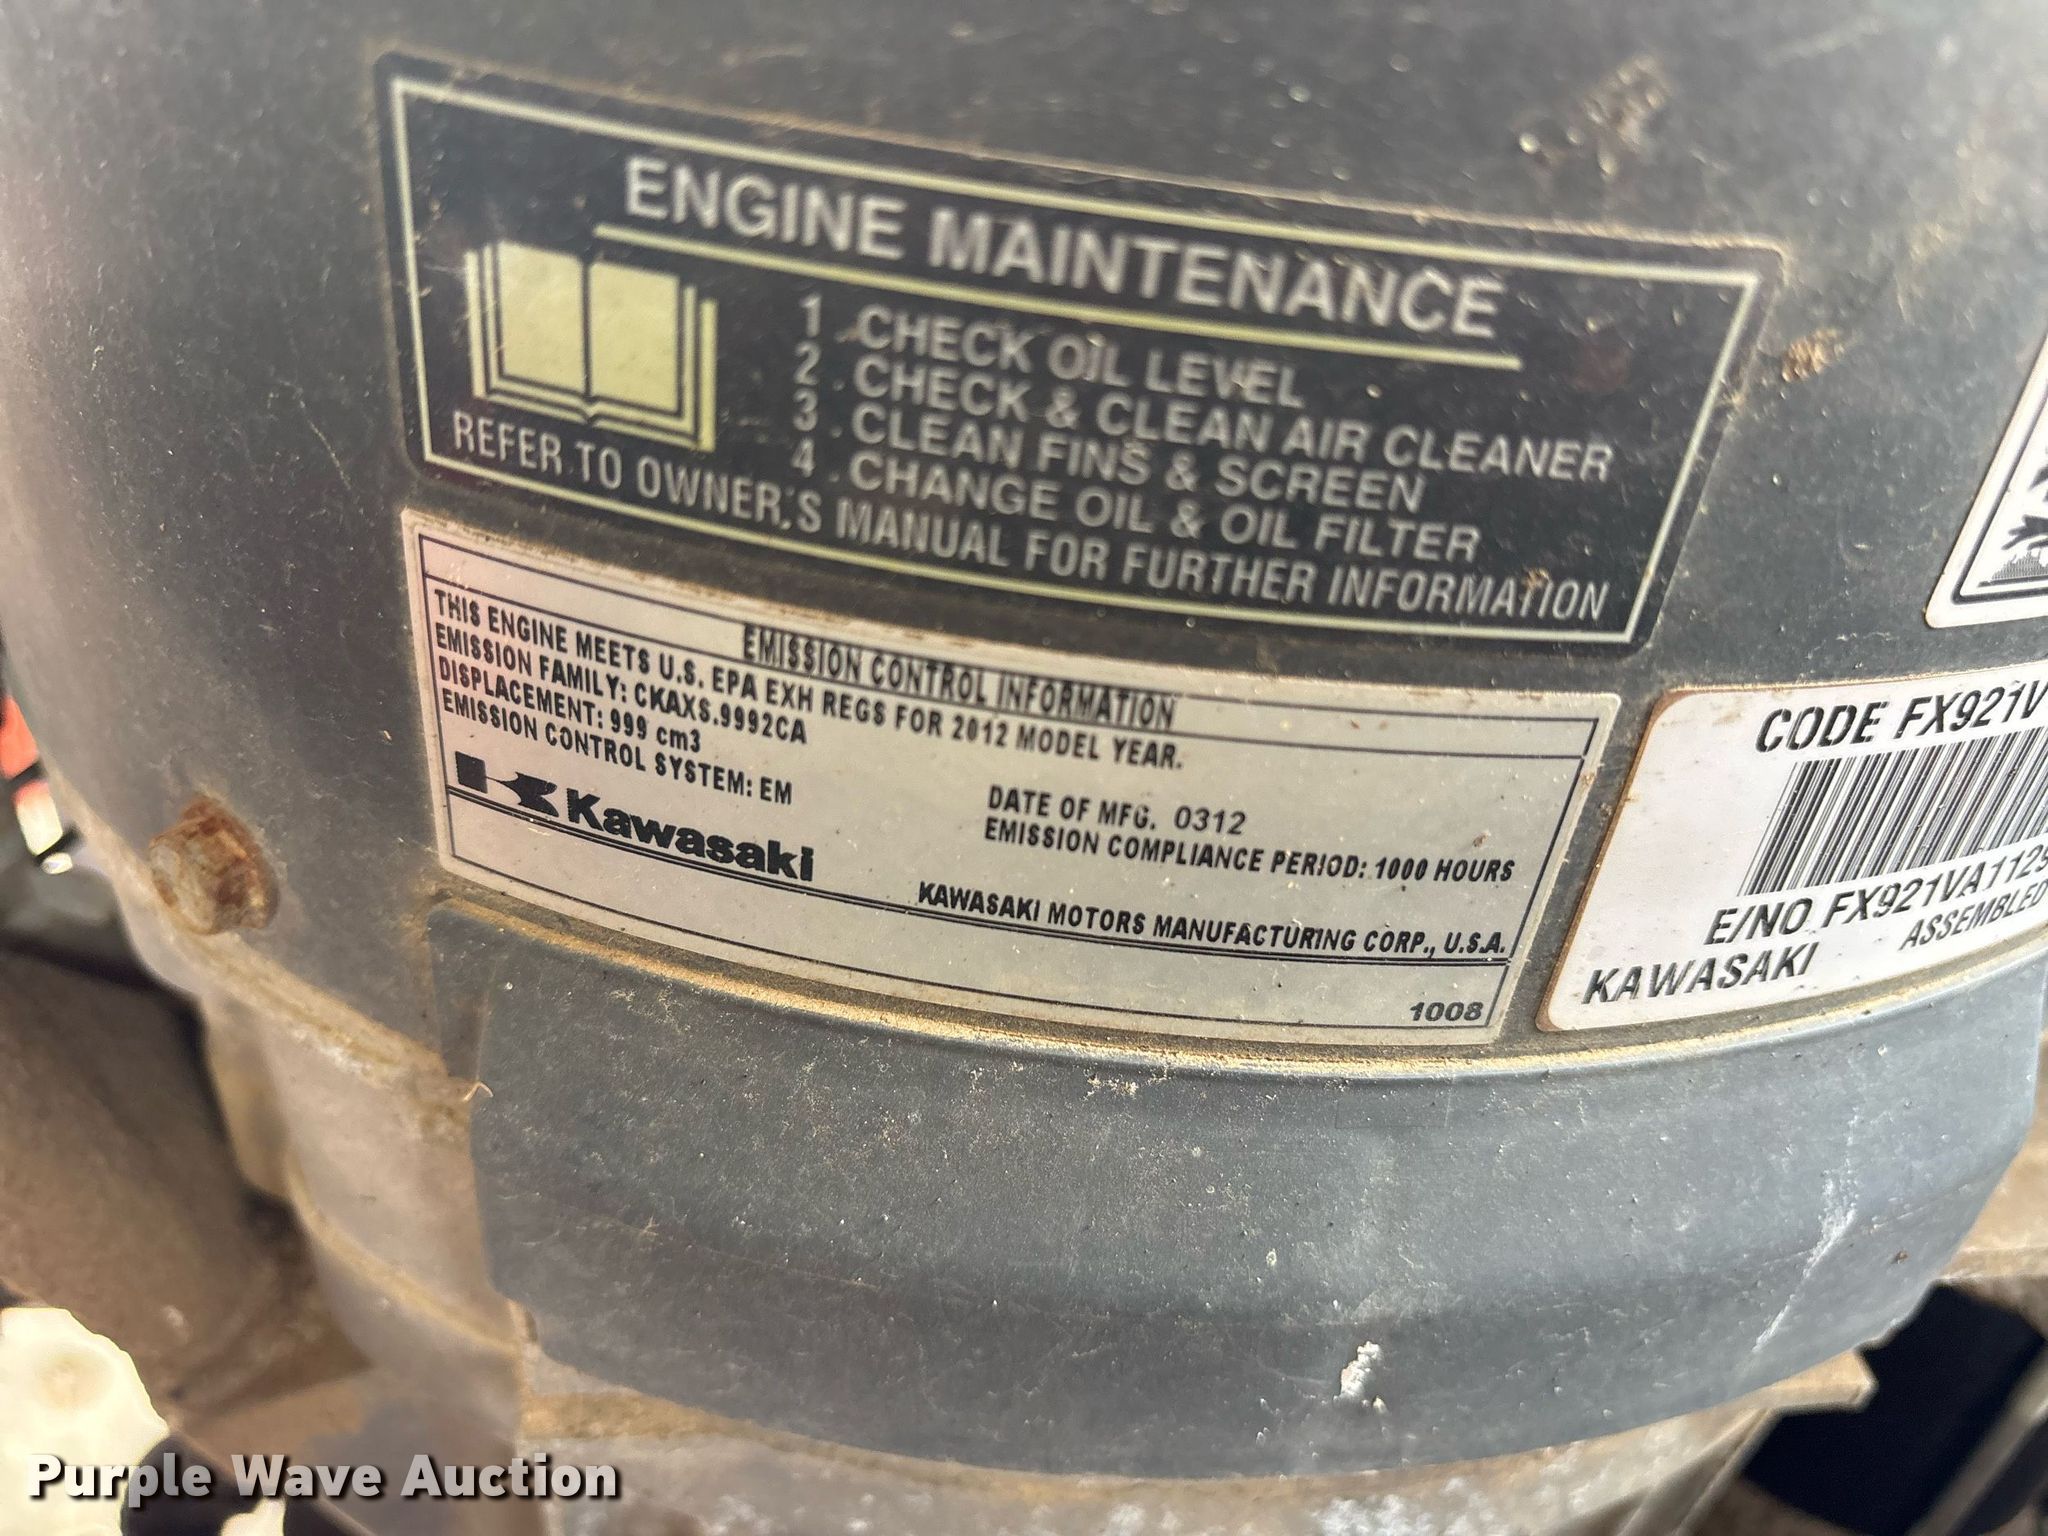 ENGINE MAINTENANCE
1. CHECK OIL LEVEL
2. CHECK & CLEAN AIR CLEANER
3. CLEAN FINS & SCREEN
4. CHANGE OIL & OIL FILTER
REFER TO OWNER'S MANUAL FOR FURTHER INFORMATION
EMISSION CONTROL INFORMATION
THIS ENGINE MEETS U.S. EPA EXH REGS FOR 2012 MODEL YEAR.
EMISSION FAMILY: CKAXS.9992CA
DISPLACEMENT: 999 cm3
EMISSION CONTROL SYSTEM: EM
DATE OF MFG. 0312
EMISSION COMPLIANCE PERIOD: 1000 HOURS
Kawasaki
KAWASAKI MOTORS MANUFACTURING CORP., U.S.A.
1008
CODE FX921V
E/NO FX921VA1129
ASSEMBLED
KAWASAKI
Purple Wave Auction